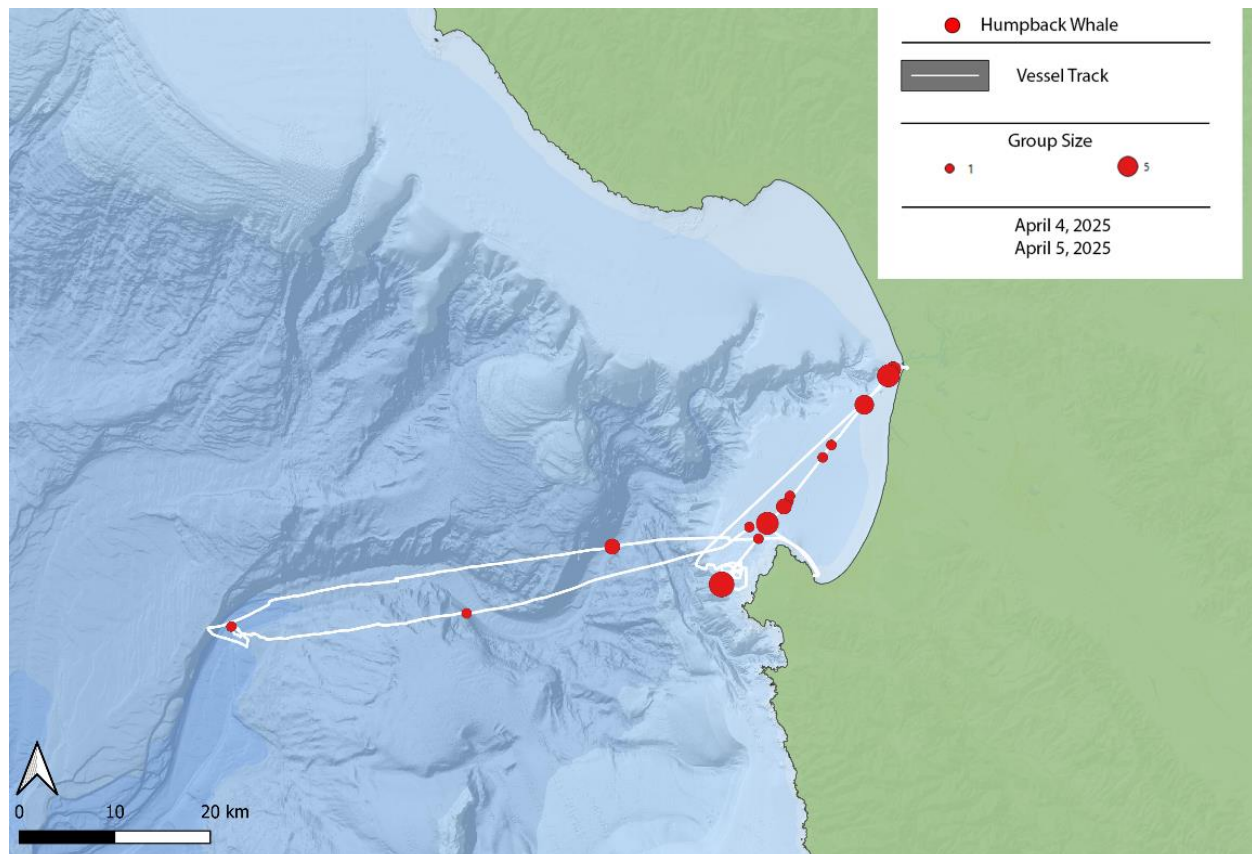 Humpback Whale
Vessel Track
Group Size
1 5
April 4, 2025
April 5, 2025
0 10 20 km